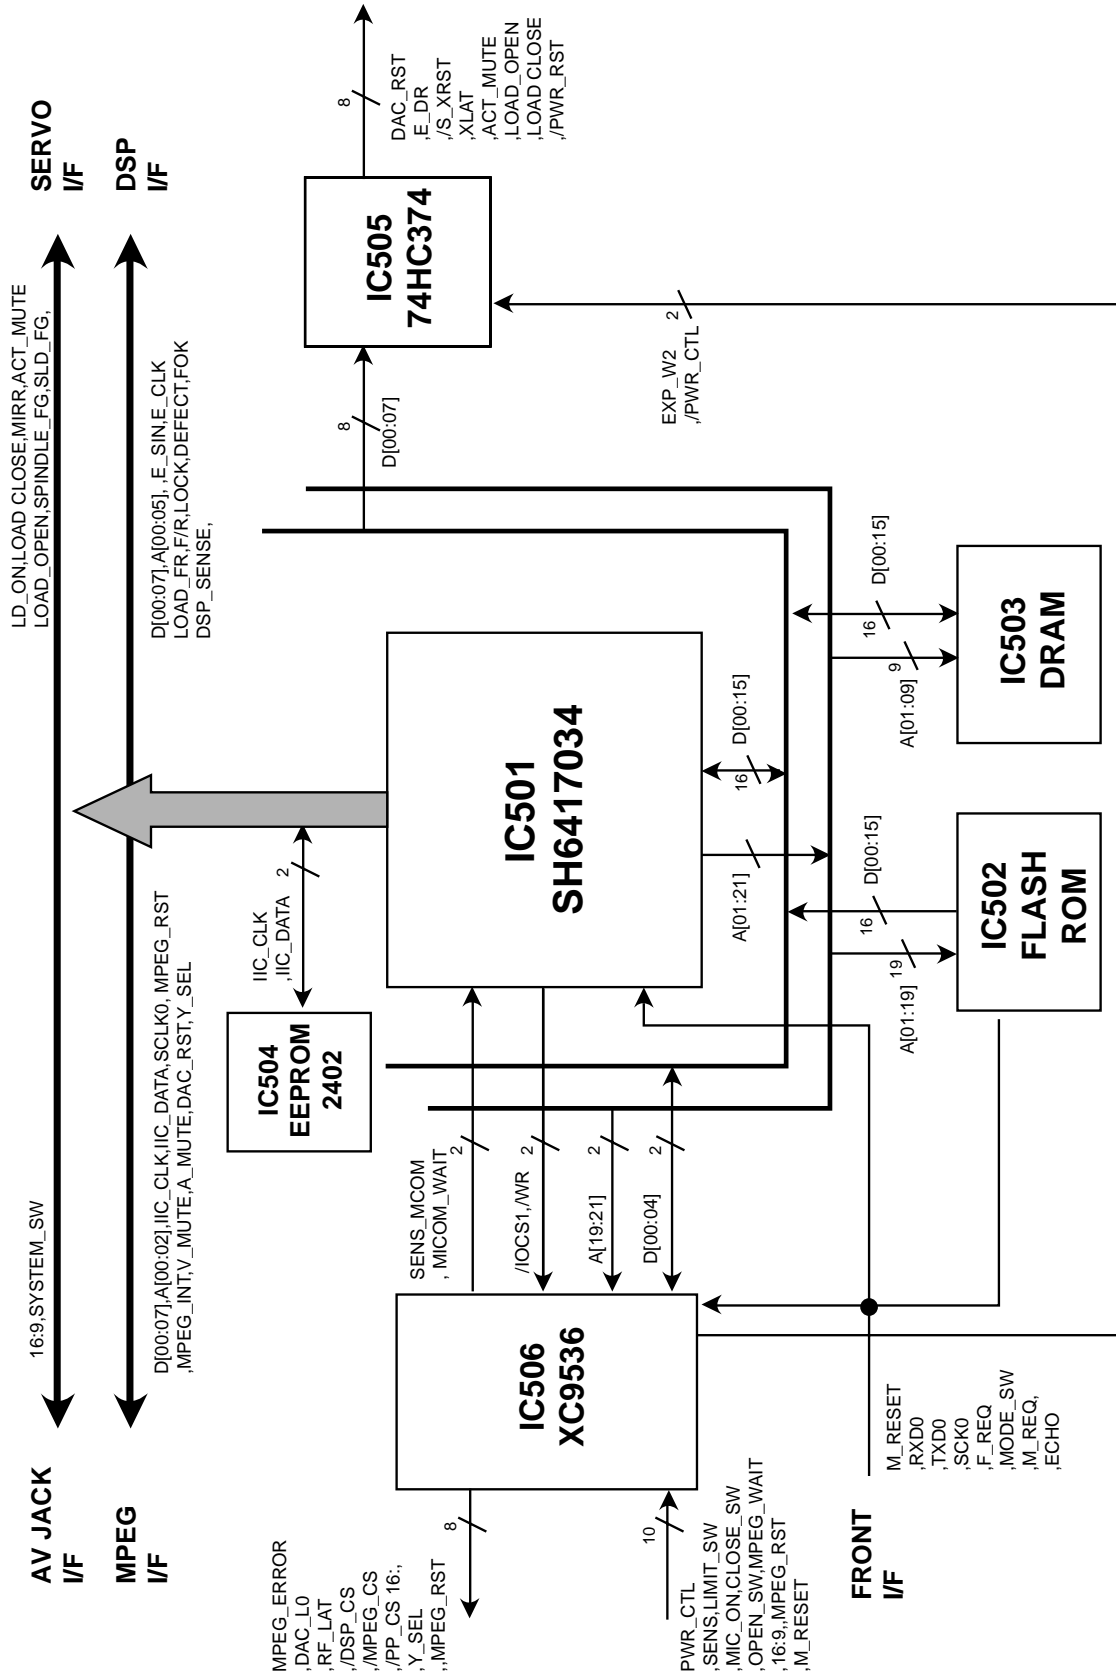 AV JACK
I/F
16:9,SYSTEM_SW
LD_ON,LOAD CLOSE,MIRR,ACT_MUTE
LOAD_OPEN,SPINDLE_FG,SLD_FG,
SERVO
I/F
MPEG
I/F
D[00:07],A[00:02],IIC_CLK,IIC_DATA,SCLK0, MPEG_RST
,MPEG_INT,V_MUTE,A_MUTE,DAC_RST,Y_SEL
D[00:07],A[00:05], ,E_SIN,E_CLK
LOAD_FR,F/R,LOCK,DEFECT,FOK
DSP_SENSE,
DSP
I/F
IC504
EEPROM
2402
IIC_CLK
,IIC_DATA
2
MPEG_ERROR
,DAC_L0
,RF_LAT
,/DSP_CS
,/MPEG_CS
,/PP_CS 16:,
Y_SEL
,,MPEG_RST
8
IC506
XC9536
SENS_MCOM
, MICOM_WAIT
2
/IOCS1,/WR
2
A[19:21]
2
D[00:04]
2
IC501
SH6417034
A[01:21]
16
D[00:15]
8
D[00:07]
IC505
74HC374
8
DAC_RST
,E_DR
,/S_XRST
,XLAT
,ACT_MUTE
,LOAD_OPEN
,LOAD CLOSE
,/PWR_RST
EXP_W2
,/PWR_CTL
2
PWR_CTL
,SENS,LIMIT_SW
MIC_ON,CLOSE_SW
,OPEN_SW,MPEG_WAIT
,16:9,,MPEG_RST
,M_RESET
10
FRONT
I/F
M_RESET
,RXD0
,TXD0
,SCK0
,F_REQ
,MODE_SW
,M_REQ,
,ECHO
A[01:19]
19
16
D[00:15]
IC502
FLASH
ROM
A[01:09]
9
16
D[00:15]
IC503
DRAM